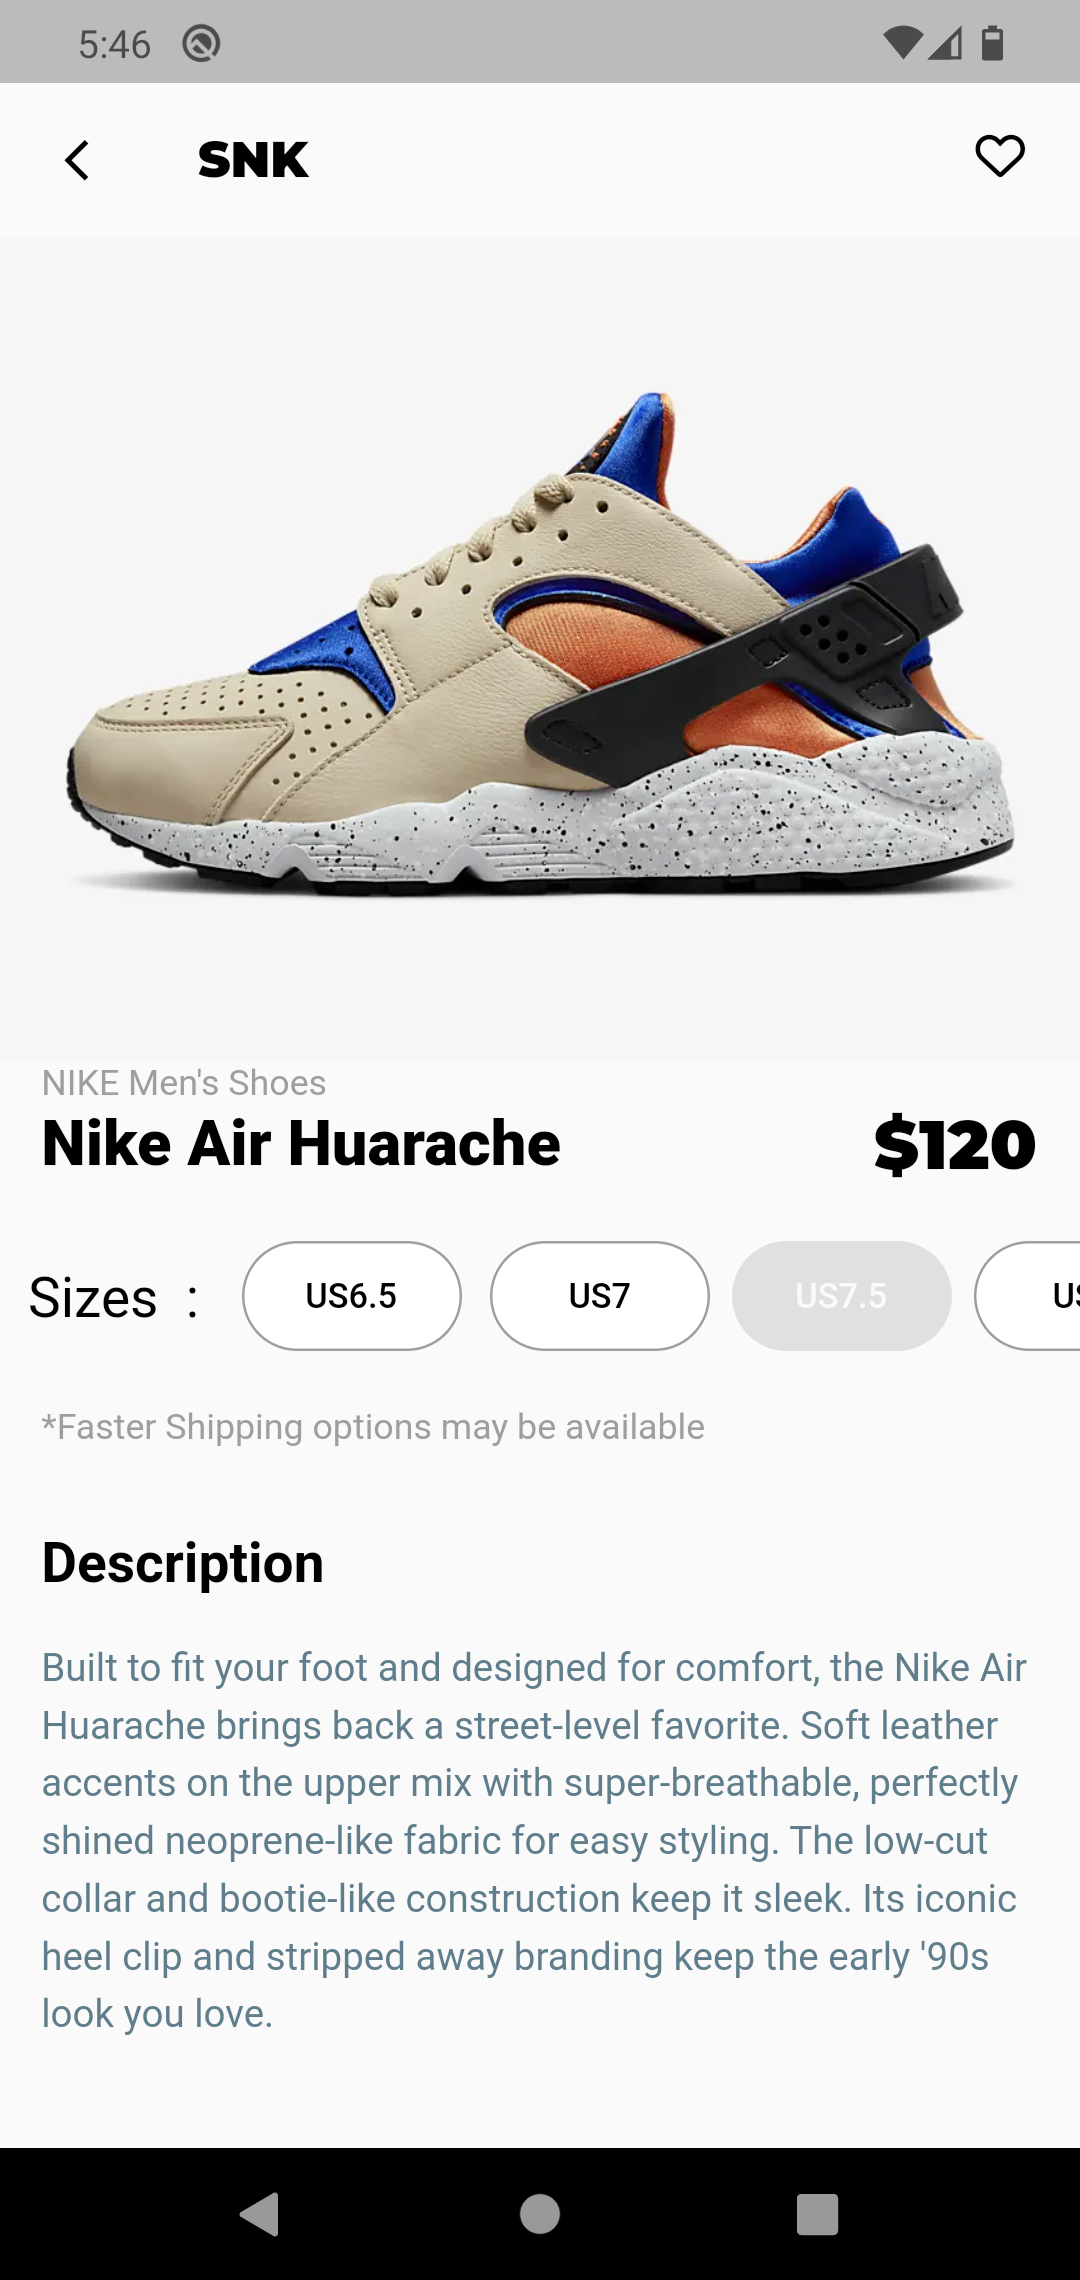 5:46
SNK
NIKE Men's Shoes
Nike Air Huarache
$120
Sizes :
US6.5
US7
US7.5
*Faster Shipping options may be available
Description
Built to fit your foot and designed for comfort, the Nike Air
Huarache brings back a street-level favorite. Soft leather
accents on the upper mix with super-breathable, perfectly
shined neoprene-like fabric for easy styling. The low-cut
collar and bootie-like construction keep it sleek. Its iconic
heel clip and stripped away branding keep the early '90s
look you love.